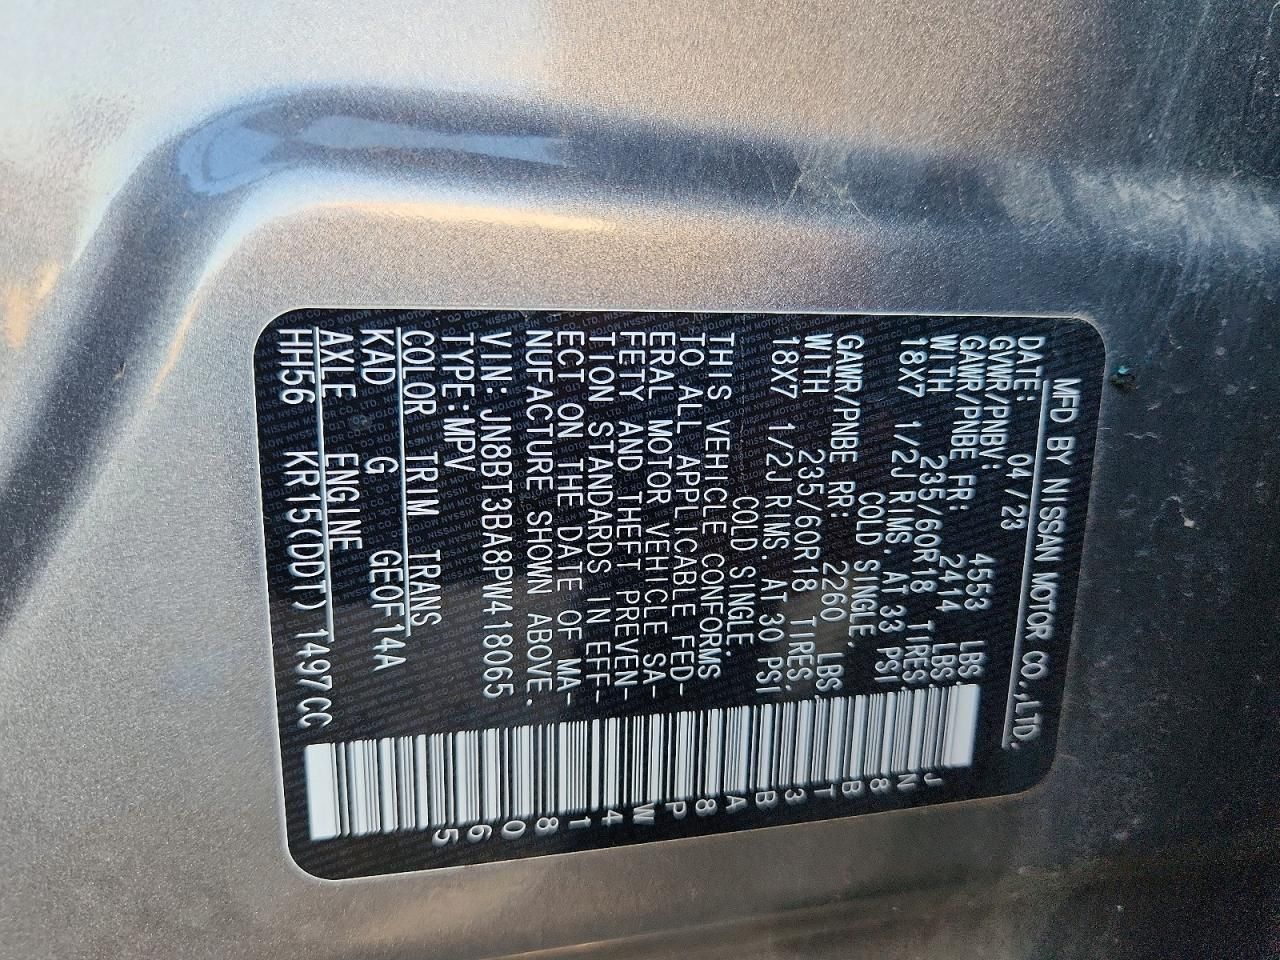 MFD BY NISSAN MOTOR CO.,LTD.
DATE: 04/23
GVWR/PNBV: 4553 LBS
GAWR/PNBE FR: 2414 LBS
WITH 235/60R18 TIRES,
18X7 1/2J RIMS. AT 33 PSI
COLD SINGLE.
GAWR/PNBE RR: 2260 LBS
WITH 235/60R18 TIRES,
18X7 1/2J RIMS. AT 30 PSI
COLD SINGLE.
THIS VEHICLE CONFORMS
TO ALL APPLICABLE FED-
ERAL MOTOR VEHICLE SA-
FETY AND THEFT PREVEN-
TION STANDARDS IN EFF-
ECT ON THE DATE OF MA-
NUFACTURE SHOWN ABOVE.
VIN: JN8BT3BA8PW418065
TYPE:MPV
COLOR TRIM TRANS
KAD G GEOF14A
AXLE ENGINE
HH56 KR15(DDT) 1497CC
JN8BT3BA8PW418065